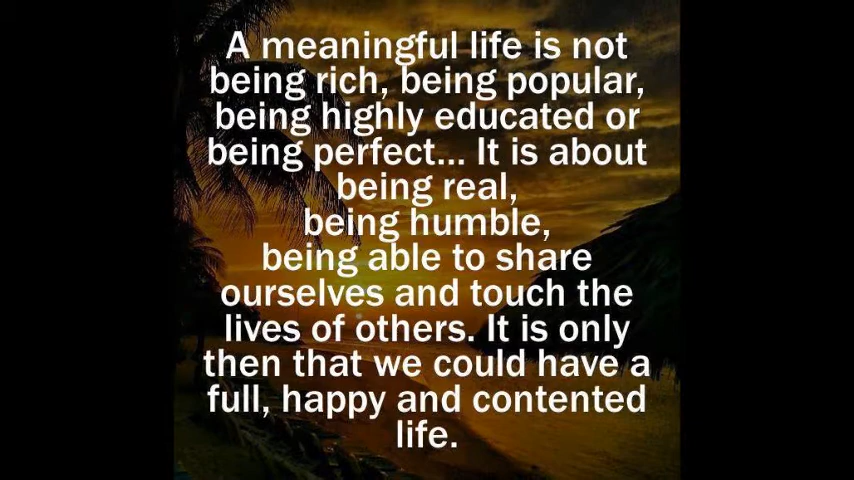 A meaningful life is not
being rich, being popular,
being highly educated or
being perfect... It is about
being real,
being humble,
being able to share
ourselves and touch the
lives of others. It is only
then that we could have a
full, happy and contented
life.